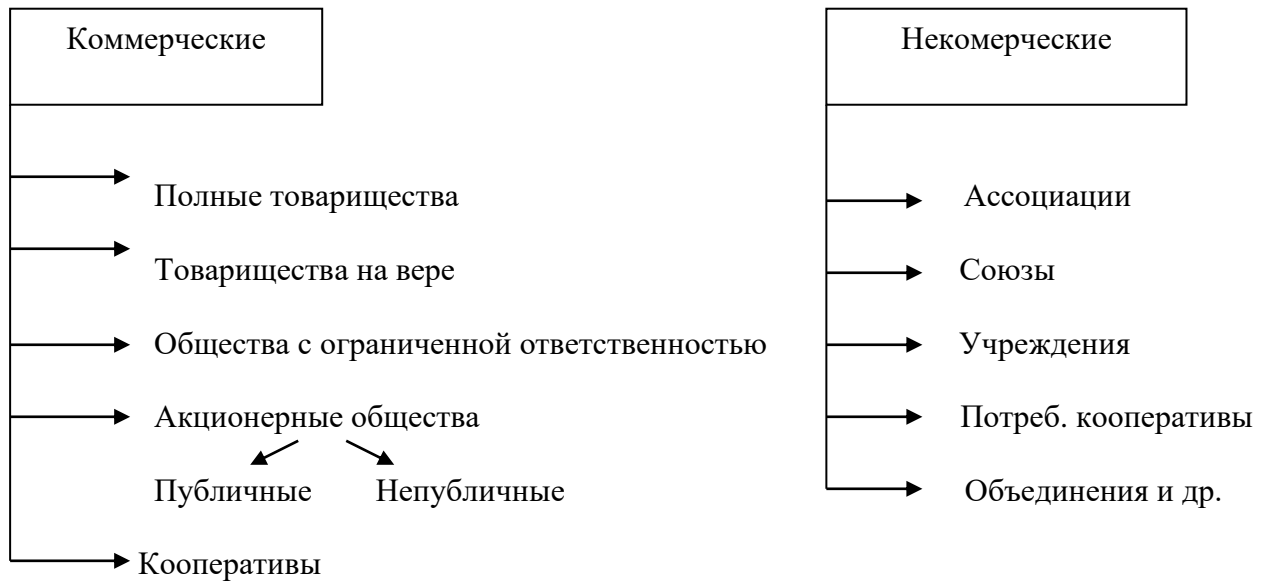 Коммерческие
Некомерческие
Полные товарищества
Ассоциации
Товарищества на вере
Союзы
Общества с ограниченной ответственностью
Учреждения
Акционерные общества
Потреб. кооперативы
Публичные
Непубличные
Объединения и др.
Кооперативы